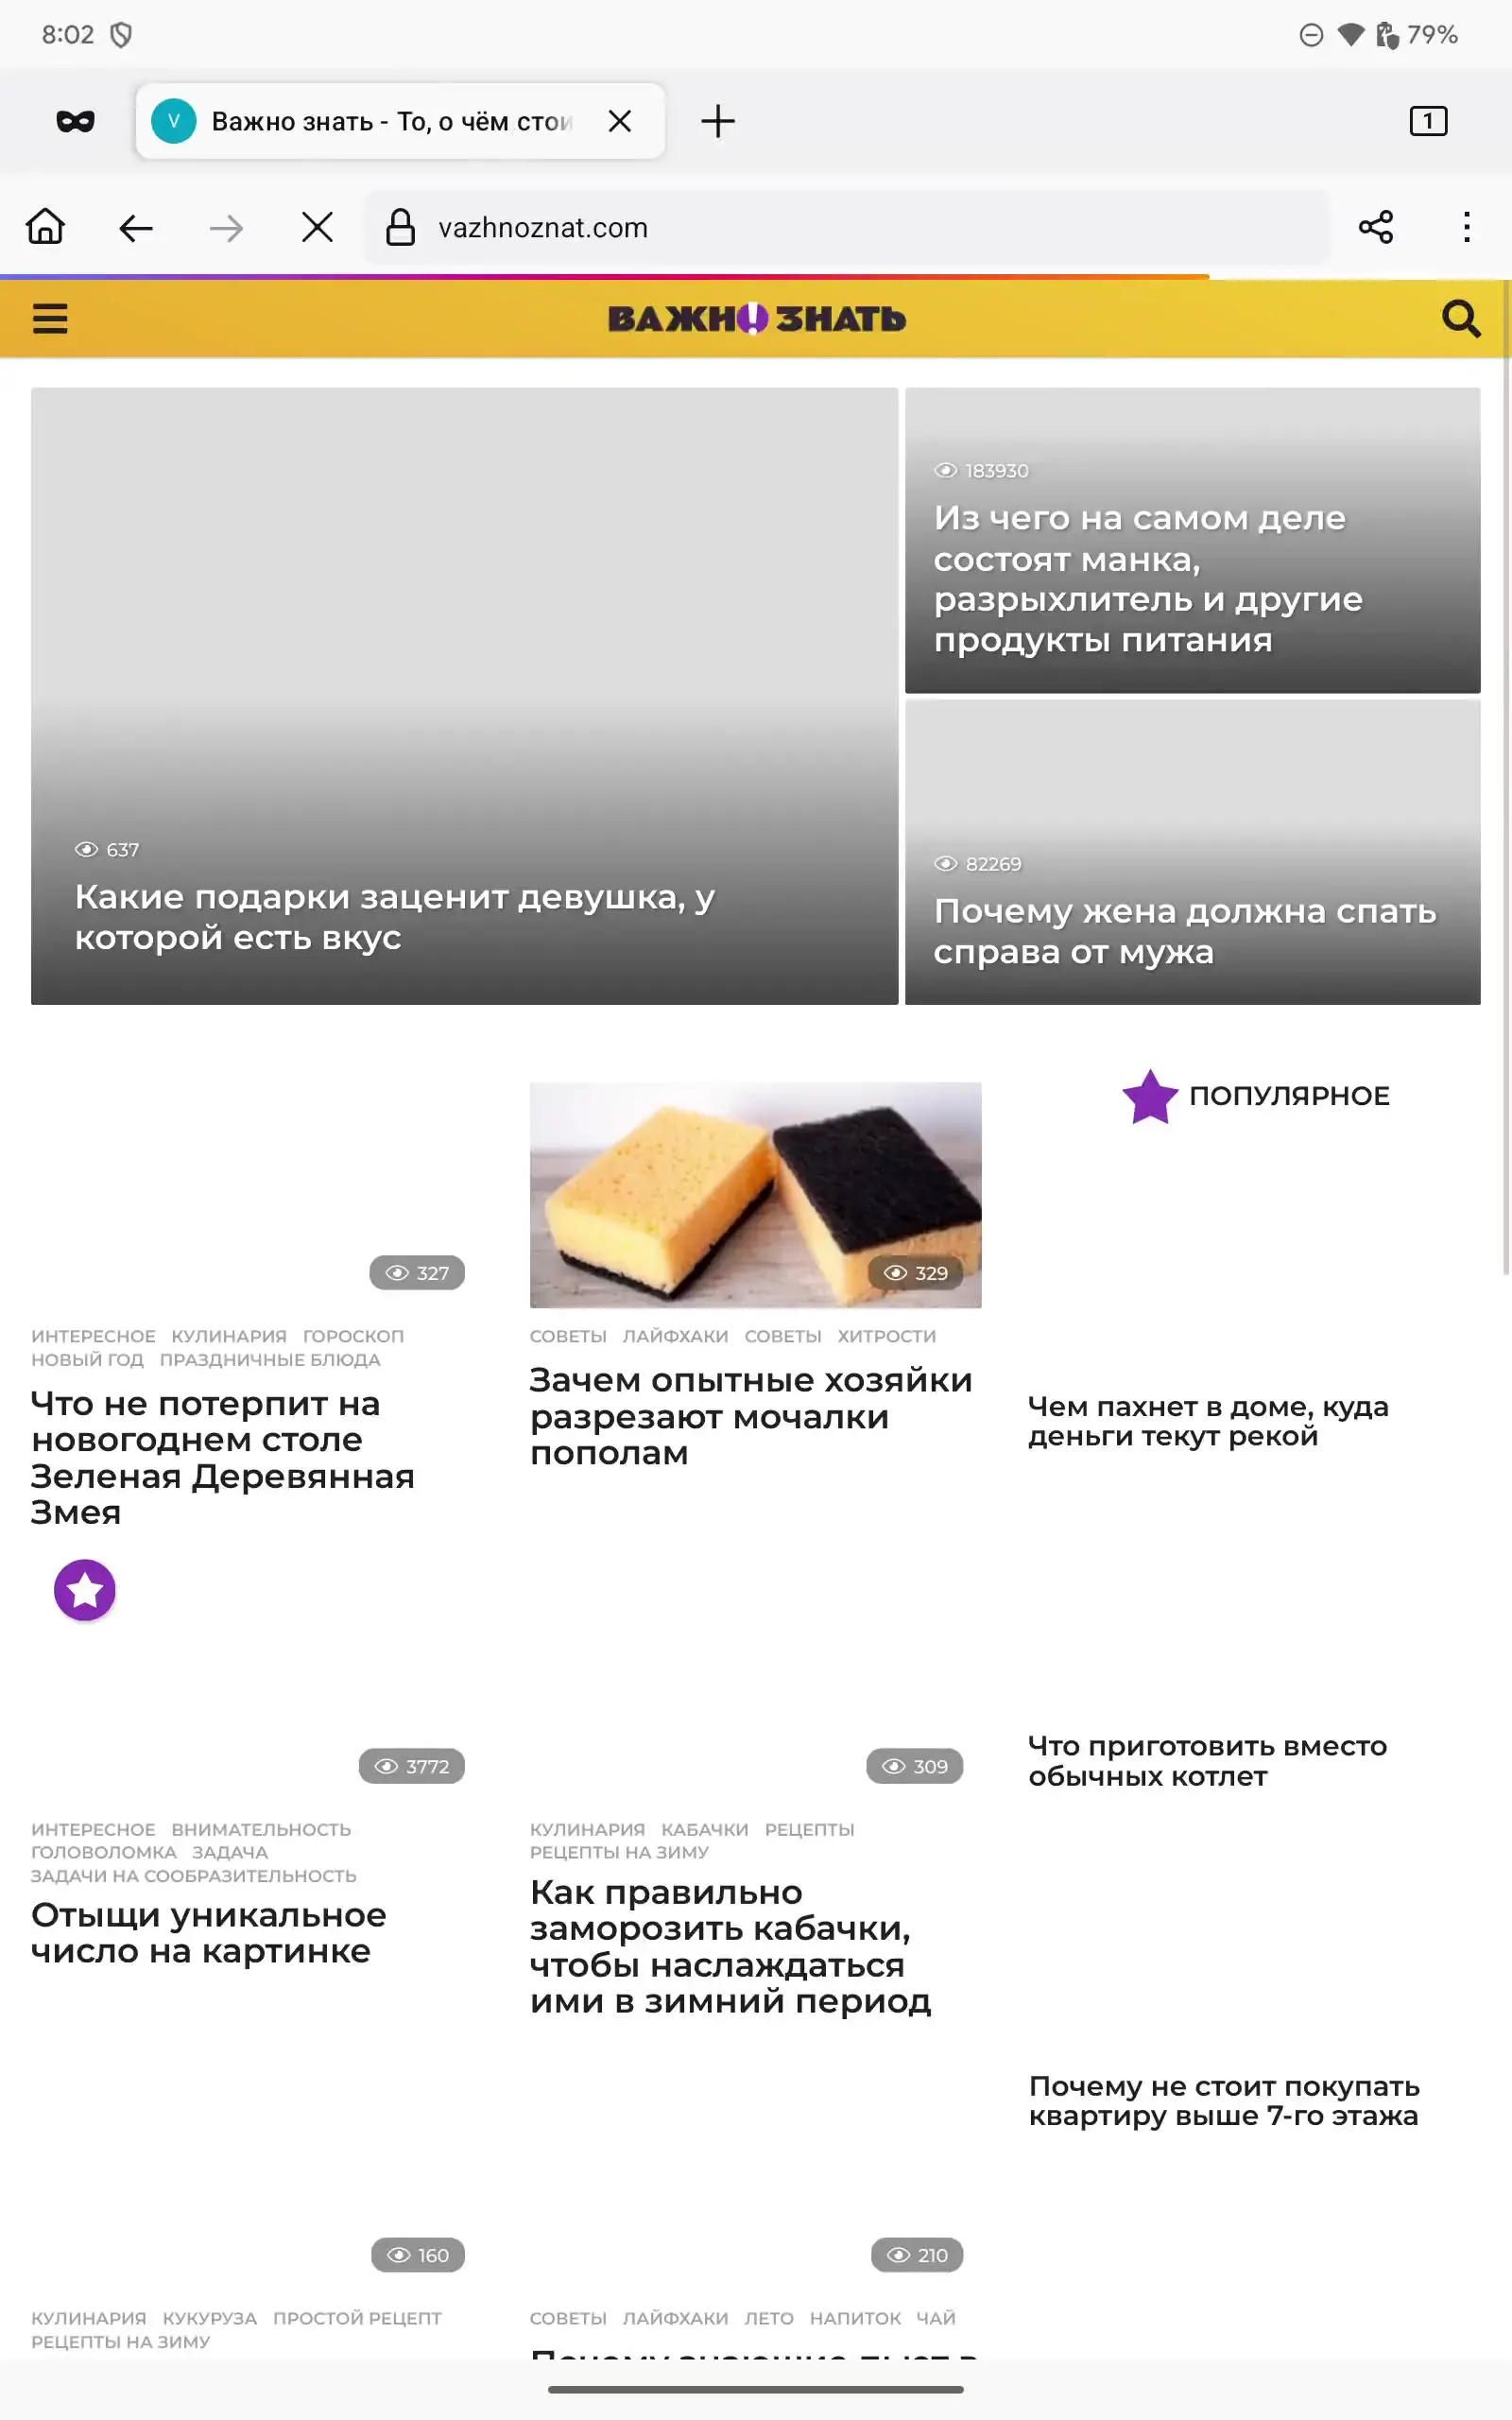 8:02
79%
Важно знать - То, о чём стои
1
vazhnoznat.com
ВАЖНО ЗНАТЬ
637
Какие подарки заценит девушка, у
которой есть вкус
183930
Из чего на самом деле
состоят манка,
разрыхлитель и другие
продукты питания
82269
Почему жена должна спать
справа от мужа
327
ИНТЕРЕСНОЕ КУЛИНАРИЯ ГОРОСКОП
НОВЫЙ ГОД ПРАЗДНИЧНЫЕ БЛЮДА
Что не потерпит на
новогоднем столе
Зеленая Деревянная
Змея
329
СОВЕТЫ ЛАЙФХАКИ СОВЕТЫ ХИТРОСТИ
Зачем опытные хозяйки
разрезают мочалки
пополам
3772
ИНТЕРЕСНОЕ ВНИМАТЕЛЬНОСТЬ
ГОЛОВОЛОМКА ЗАДАЧА
ЗАДАЧИ НА СООБРАЗИТЕЛЬНОСТЬ
Отыщи уникальное
число на картинке
309
КУЛИНАРИЯ КАБАЧКИ РЕЦЕПТЫ
РЕЦЕПТЫ НА ЗИМУ
Как правильно
заморозить кабачки,
чтобы наслаждаться
ими в зимний период
160
КУЛИНАРИЯ КУКУРУЗА ПРОСТОЙ РЕЦЕПТ
РЕЦЕПТЫ НА ЗИМУ
210
СОВЕТЫ ЛАЙФХАКИ ЛЕТО НАПИТОК ЧАЙ
Почему знающие пьют в
ПОПУЛЯРНОЕ
Чем пахнет в доме, куда
деньги текут рекой
Что приготовить вместо
обычных котлет
Почему не стоит покупать
квартиру выше 7-го этажа